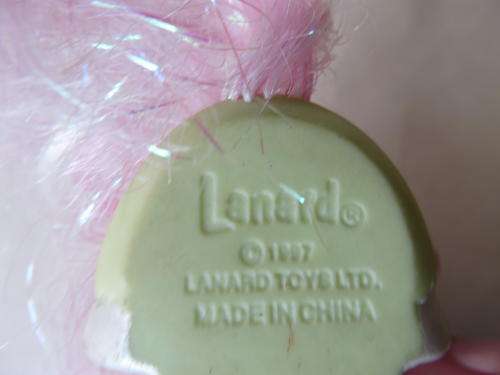 Lanard®
© 1997
LANARD TOYS LTD.
MADE IN CHINA